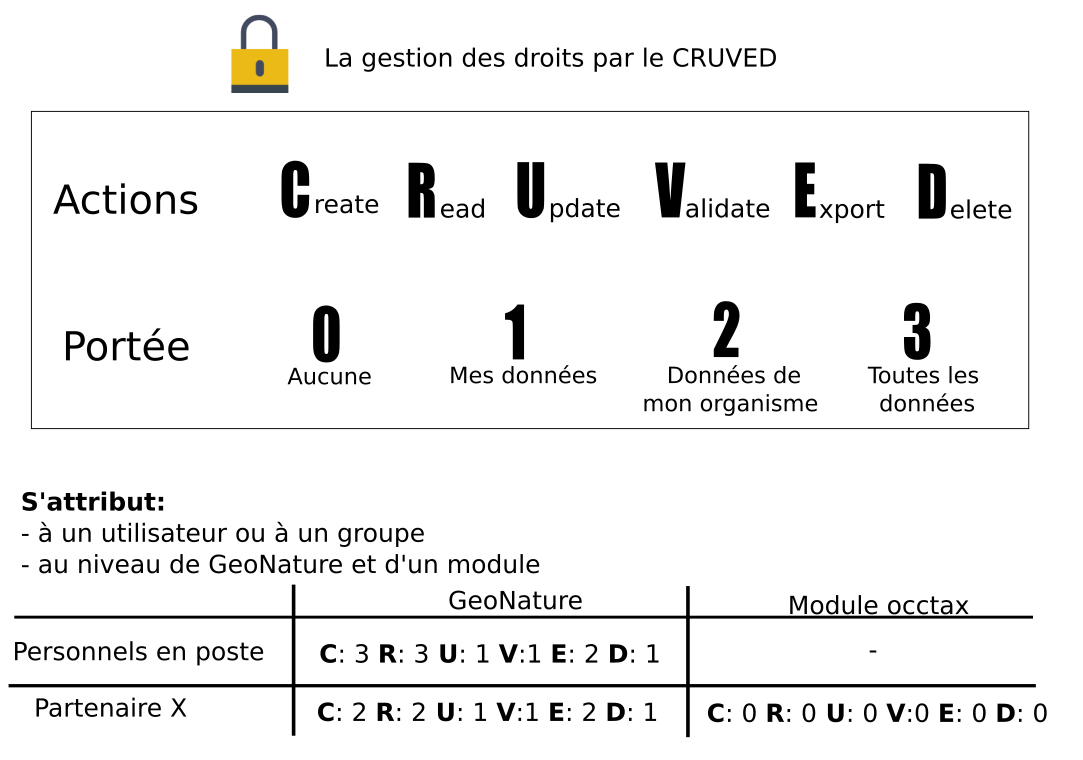 La gestion des droits par le CRUVED
Actions Create Read Update Validate Export Delete
Portée 0 1 2 3
Aucune Mes données Données de Toutes les
mon organisme données
S'attribut:
- à un utilisateur ou à un groupe
- au niveau de GeoNature et d'un module
GeoNature Module occtax
Personnels en poste C: 3 R: 3 U: 1 V:1 E: 2 D: 1 -
Partenaire X C: 2 R: 2 U: 1 V:1 E: 2 D: 1 C: 0 R: 0 U: 0 V:0 E: 0 D: 0